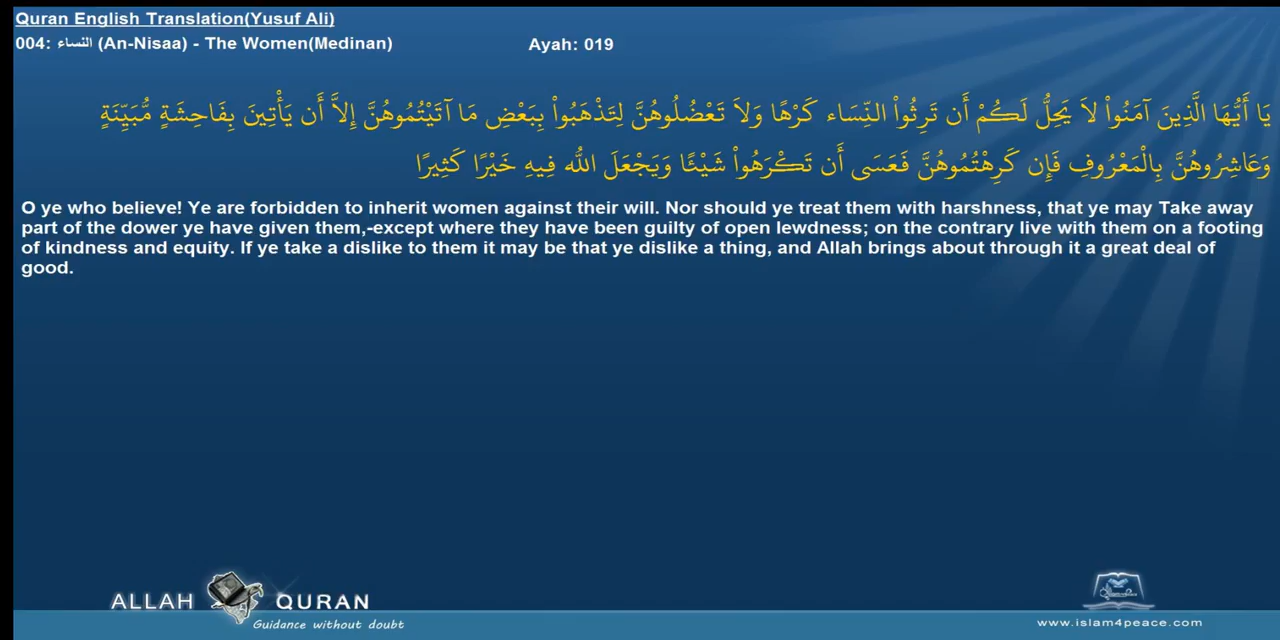 Quran English Translation(Yusuf Ali)
004: النساء (An-Nisaa) - The Women(Medinan)
Ayah: 019
يَا أَيُّهَا الَّذِينَ آمَنُواْ لاَ يَحِلُّ لَكُمْ أَن تَرِثُواْ النِّسَاء كَرْهًا وَلاَ تَعْضُلُوهُنَّ لِتَذْهَبُواْ بِبَعْضِ مَا آتَيْتُمُوهُنَّ إِلاَّ أَن يَأْتِينَ بِفَاحِشَةٍ مُّبَيِّنَةٍ
وَعَاشِرُوهُنَّ بِالْمَعْرُوفِ فَإِن كَرِهْتُمُوهُنَّ فَعَسَى أَن تَكْرَهُواْ شَيْئًا وَيَجْعَلَ اللّهُ فِيهِ خَيْرًا كَثِيرًا
O ye who believe! Ye are forbidden to inherit women against their will. Nor should ye treat them with harshness, that ye may Take away
part of the dower ye have given them,-except where they have been guilty of open lewdness; on the contrary live with them on a footing
of kindness and equity. If ye take a dislike to them it may be that ye dislike a thing, and Allah brings about through it a great deal of
good.
ALLAH QURAN
Guidance without doubt
www.islam4peace.com